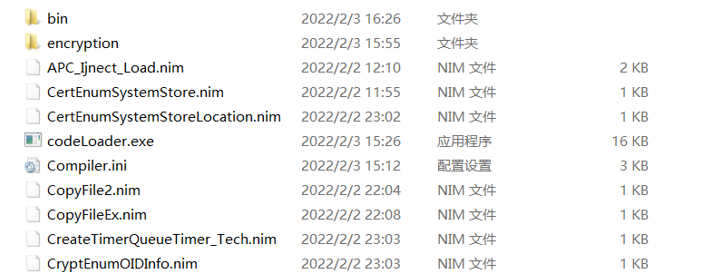 bin 2022/2/3 16:26 文件夹
encryption 2022/2/3 15:55 文件夹
APC_Ijnect_Load.nim 2022/2/2 12:10 NIM 文件 2 KB
CertEnumSystemStore.nim 2022/2/2 11:55 NIM 文件 1 KB
CertEnumSystemStoreLocation.nim 2022/2/2 23:02 NIM 文件 1 KB
codeLoader.exe 2022/2/3 15:26 应用程序 16 KB
Compiler.ini 2022/2/3 15:12 配置设置 3 KB
CopyFile2.nim 2022/2/2 22:04 NIM 文件 1 KB
CopyFileEx.nim 2022/2/2 22:08 NIM 文件 1 KB
CreateTimerQueueTimer_Tech.nim 2022/2/2 23:03 NIM 文件 1 KB
CryptEnumOIDInfo.nim 2022/2/2 23:03 NIM 文件 1 KB